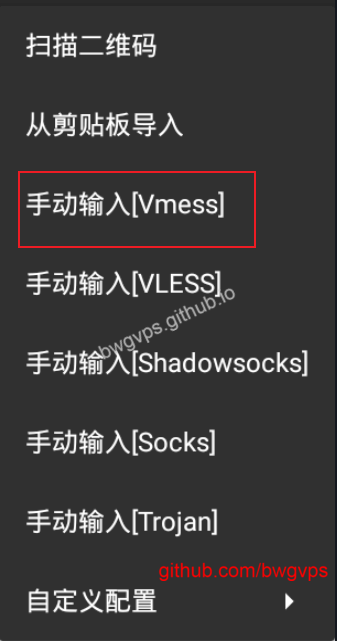 扫描二维码
从剪贴板导入
手动输入[Vmess]
手动输入[VLESS]
bwgvps.github.io
手动输入[Shadowsocks]
手动输入[Socks]
手动输入[Trojan]
github.com/bwgvps
自定义配置